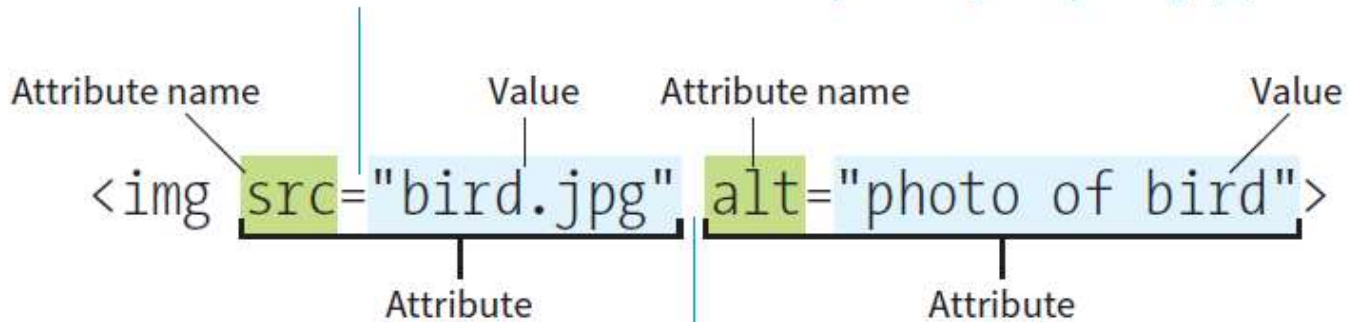 Attribute name Value Attribute name Value
<img src="bird.jpg" alt="photo of bird">
Attribute Attribute